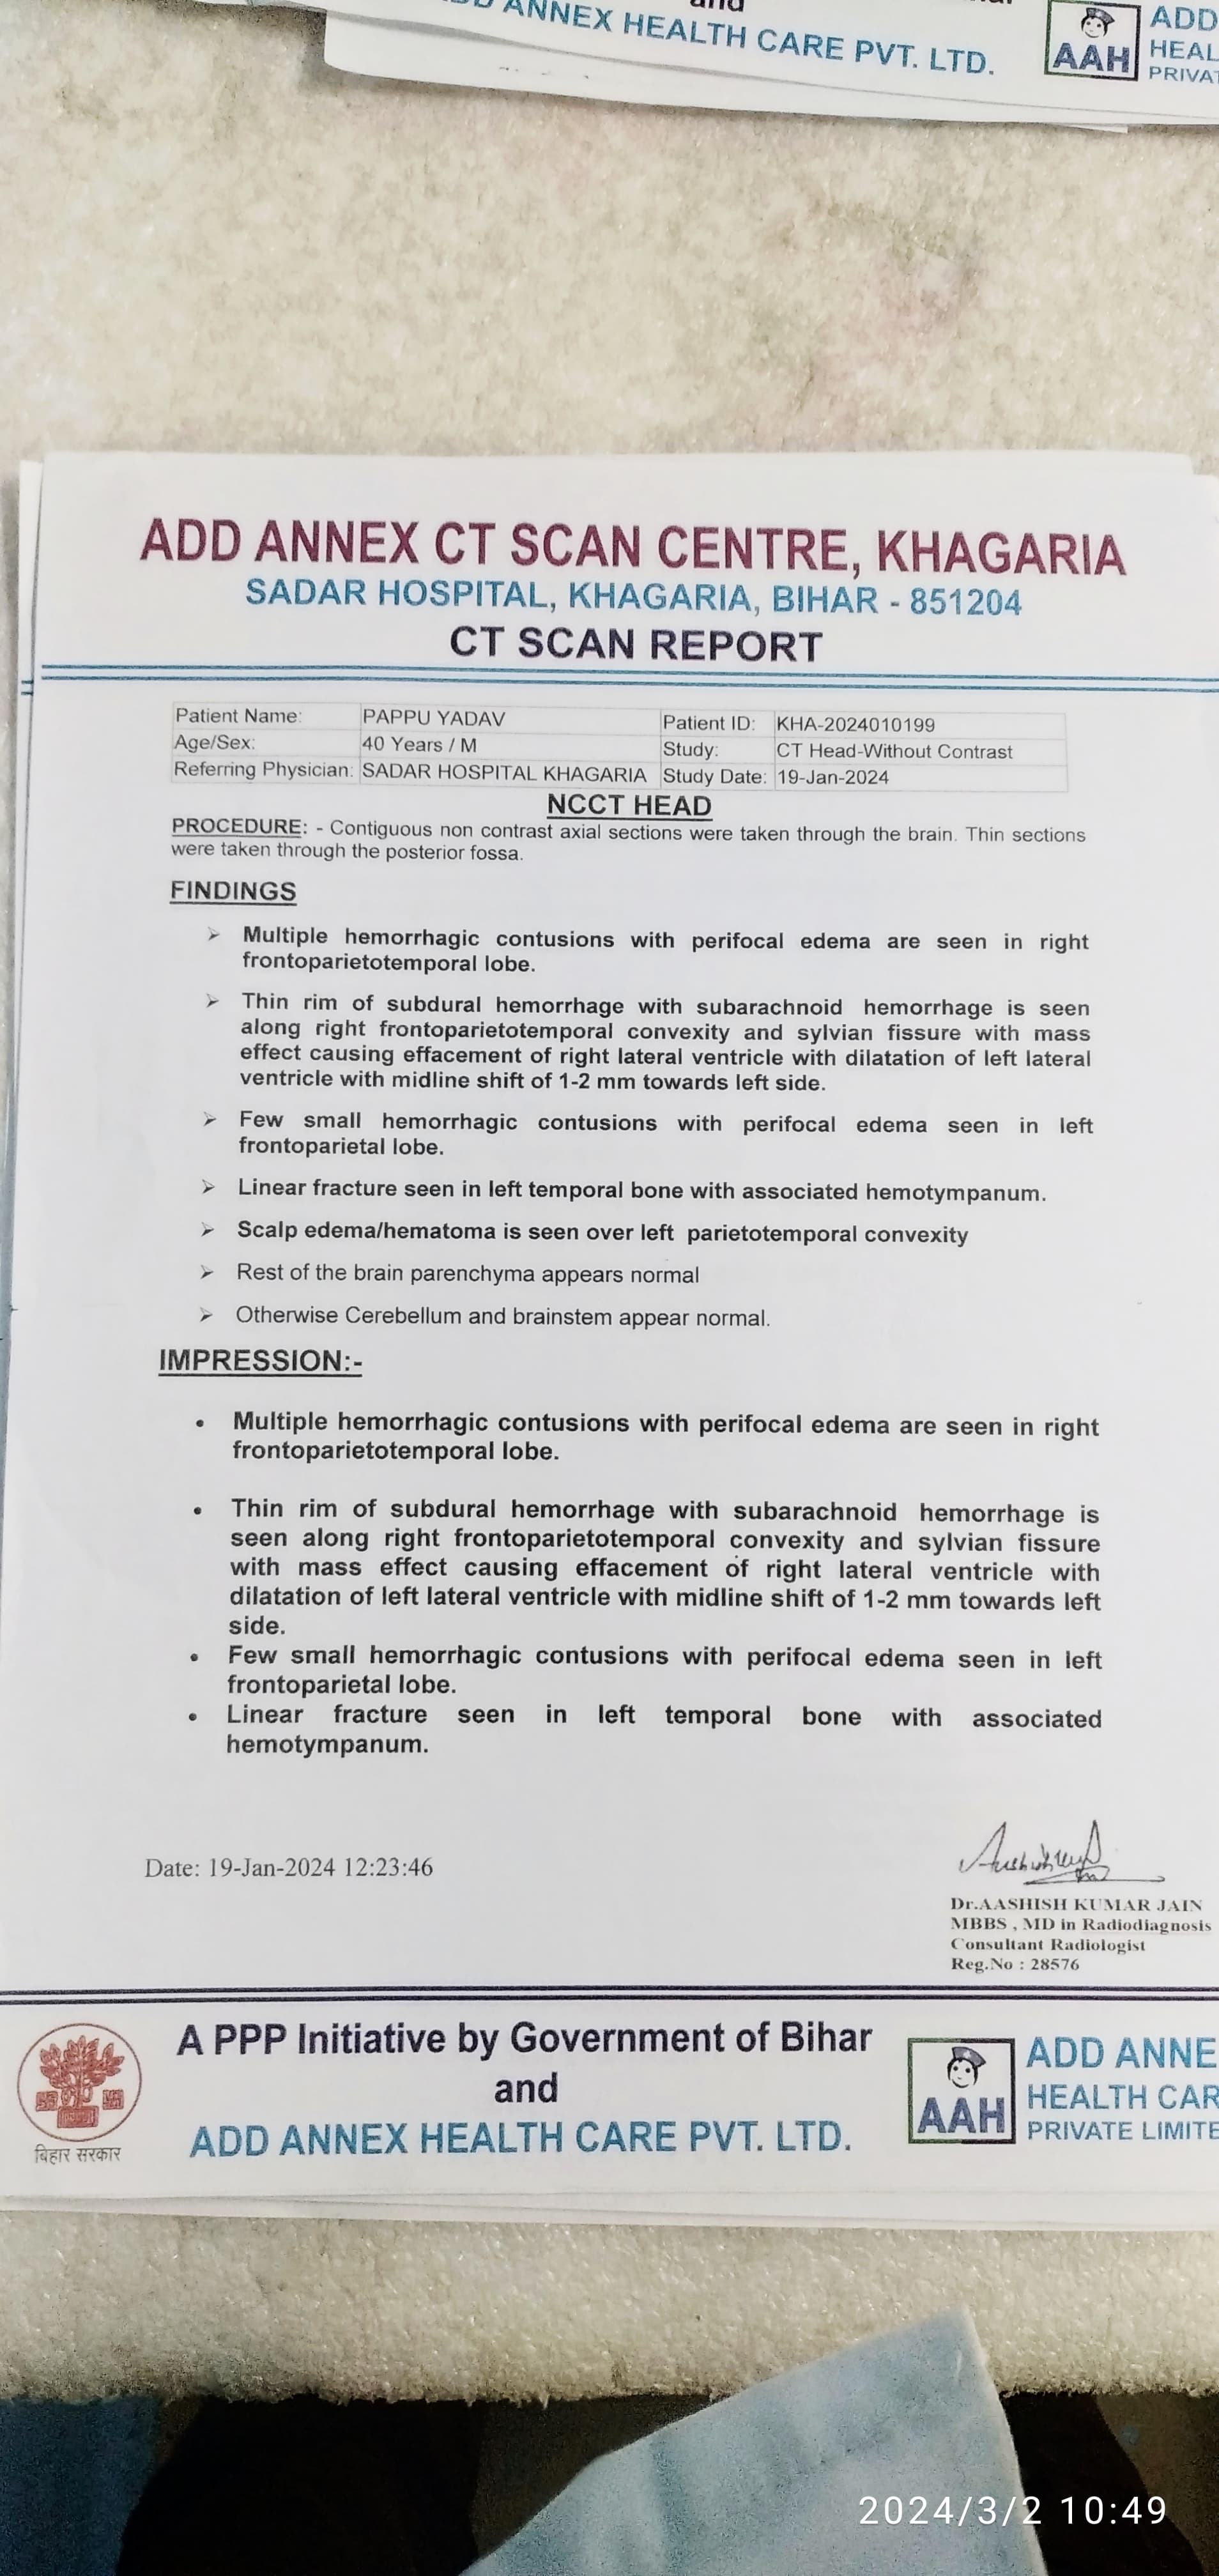 and
ADD ANNEX HEALTH CARE PVT. LTD.
AAH
ADD
HEAL
PRIVAT
ADD ANNEX CT SCAN CENTRE, KHAGARIA
SADAR HOSPITAL, KHAGARIA, BIHAR - 851204
CT SCAN REPORT
Patient Name: PAPPU YADAV Patient ID: KHA-2024010199
Age/Sex: 40 Years / M Study: CT Head-Without Contrast
Referring Physician: SADAR HOSPITAL KHAGARIA Study Date: 19-Jan-2024
NCCT HEAD
PROCEDURE: - Contiguous non contrast axial sections were taken through the brain. Thin sections
were taken through the posterior fossa.
FINDINGS
➢ Multiple hemorrhagic contusions with perifocal edema are seen in right
frontoparietotemporal lobe.
➢ Thin rim of subdural hemorrhage with subarachnoid hemorrhage is seen
along right frontoparietotemporal convexity and sylvian fissure with mass
effect causing effacement of right lateral ventricle with dilatation of left lateral
ventricle with midline shift of 1-2 mm towards left side.
➢ Few small hemorrhagic contusions with perifocal edema seen in left
frontoparietal lobe.
➢ Linear fracture seen in left temporal bone with associated hemotympanum.
➢ Scalp edema/hematoma is seen over left parietotemporal convexity
➢ Rest of the brain parenchyma appears normal
➢ Otherwise Cerebellum and brainstem appear normal.
IMPRESSION:-
• Multiple hemorrhagic contusions with perifocal edema are seen in right
frontoparietotemporal lobe.
• Thin rim of subdural hemorrhage with subarachnoid hemorrhage is
seen along right frontoparietotemporal convexity and sylvian fissure
with mass effect causing effacement of right lateral ventricle with
dilatation of left lateral ventricle with midline shift of 1-2 mm towards left
side.
• Few small hemorrhagic contusions with perifocal edema seen in left
frontoparietal lobe.
• Linear fracture seen in left temporal bone with associated
hemotympanum.
Date: 19-Jan-2024 12:23:46
Dr.AASHISH KUMAR JAIN
MBBS , MD in Radiodiagnosis
Consultant Radiologist
Reg.No : 28576
A PPP Initiative by Government of Bihar
and
ADD ANNEX HEALTH CARE PVT. LTD.
बिहार सरकार
AAH
ADD ANNE
HEALTH CAR
PRIVATE LIMITE
2024/3/2 10:49